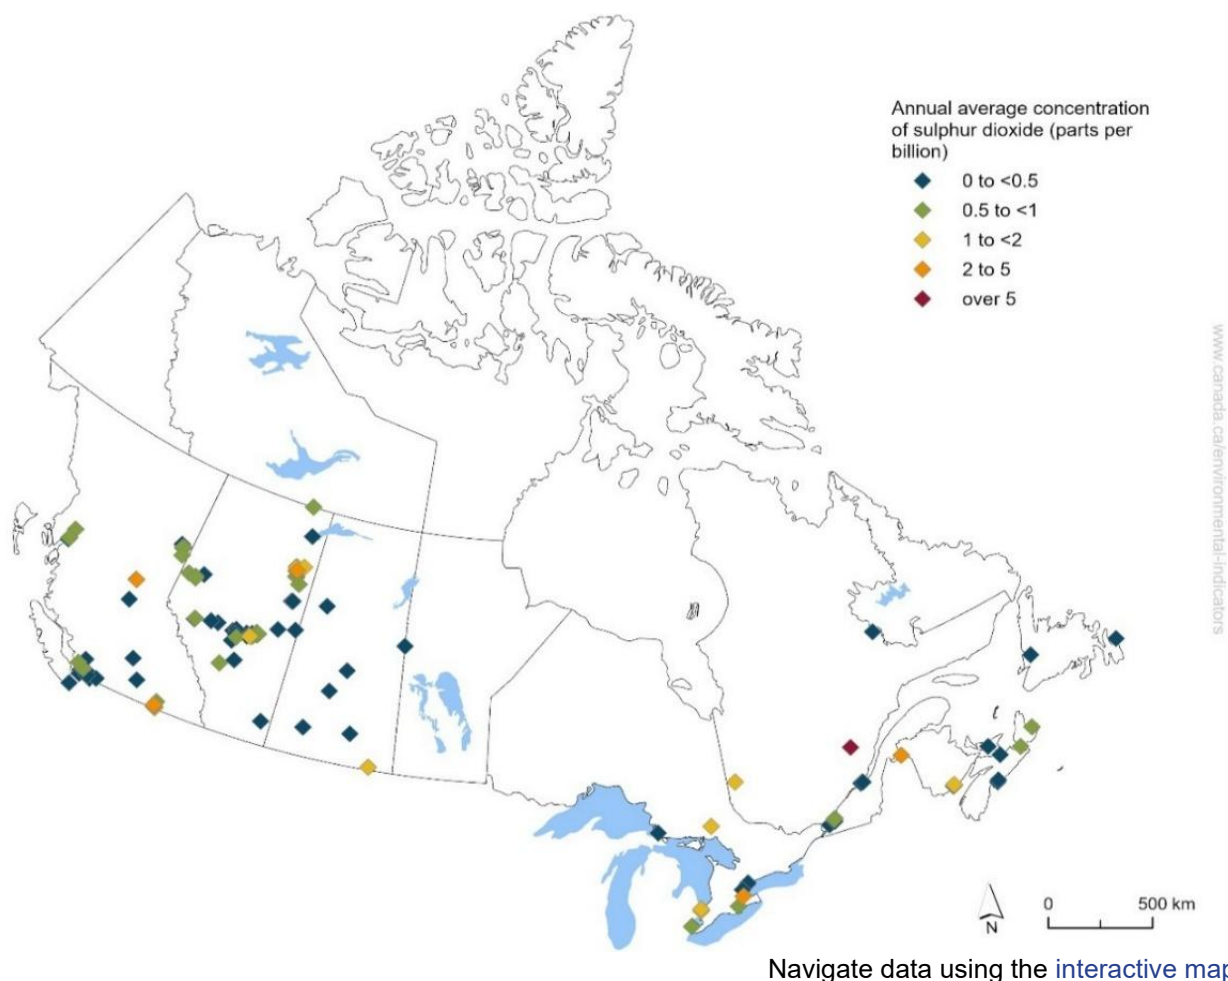 Annual average concentration
of sulphur dioxide (parts per
billion)
0 to <0.5
0.5 to <1
1 to <2
2 to 5
over 5
www.canada.ca/environmental-indicators
N
0 500 km
Navigate data using the interactive map